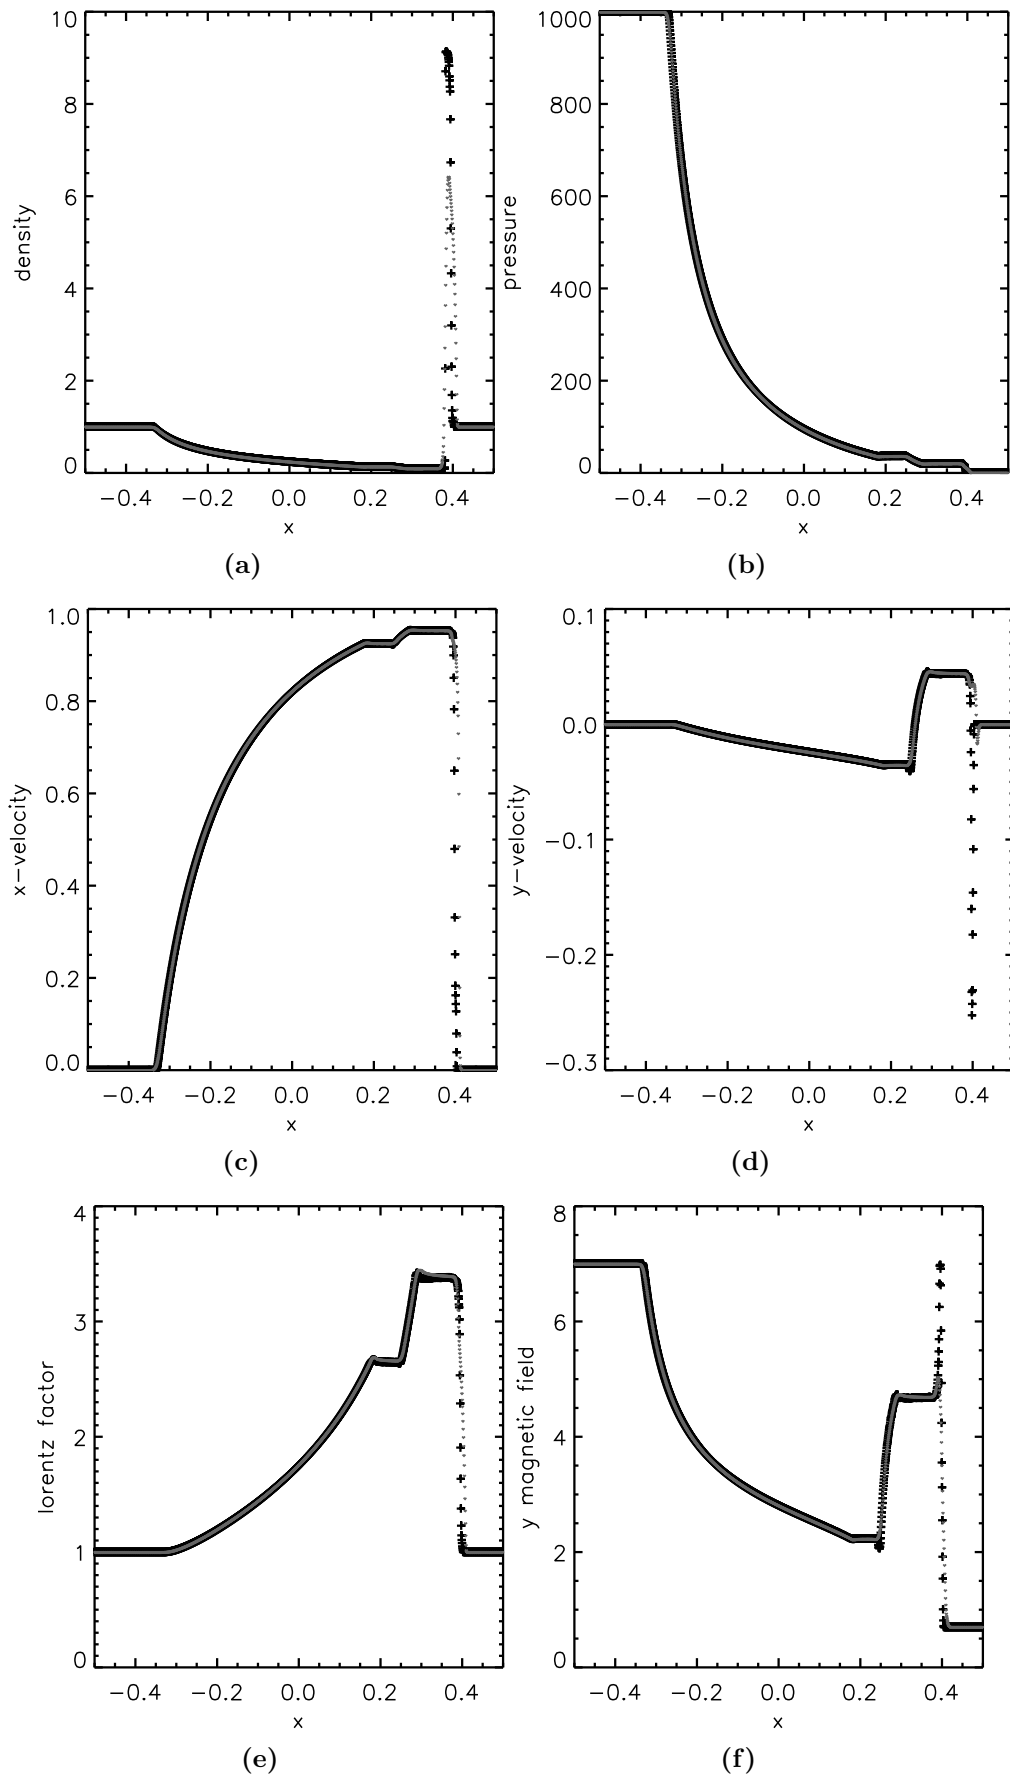 10
8
6
4
2
0
density
−0.4 −0.2 0.0 0.2 0.4
x
(a)
1000
800
600
400
200
0
pressure
−0.4 −0.2 0.0 0.2 0.4
x
(b)
1.0
0.8
0.6
0.4
0.2
0.0
x−velocity
−0.4 −0.2 0.0 0.2 0.4
x
(c)
0.1
0.0
−0.1
−0.2
−0.3
y−velocity
−0.4 −0.2 0.0 0.2 0.4
x
(d)
4
3
2
1
0
lorentz factor
−0.4 −0.2 0.0 0.2 0.4
x
(e)
8
6
4
2
0
y magnetic field
−0.4 −0.2 0.0 0.2 0.4
x
(f)